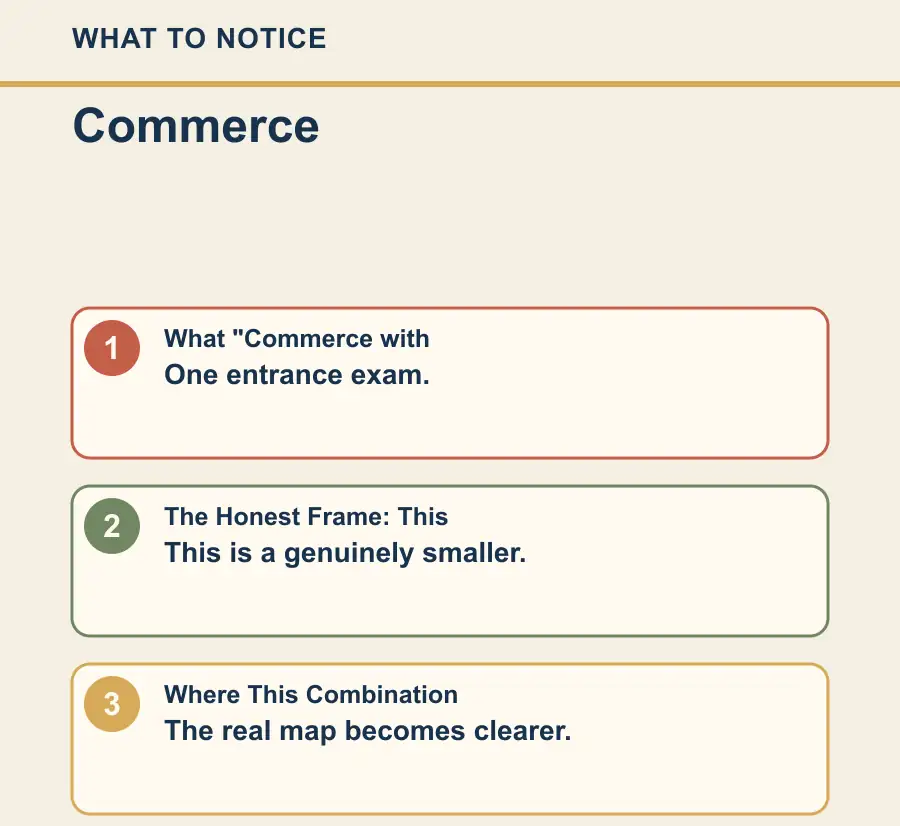 WHAT TO NOTICE
Commerce
1
What "Commerce with
One entrance exam.
2
The Honest Frame: This
This is a genuinely smaller.
3
Where This Combination
The real map becomes clearer.